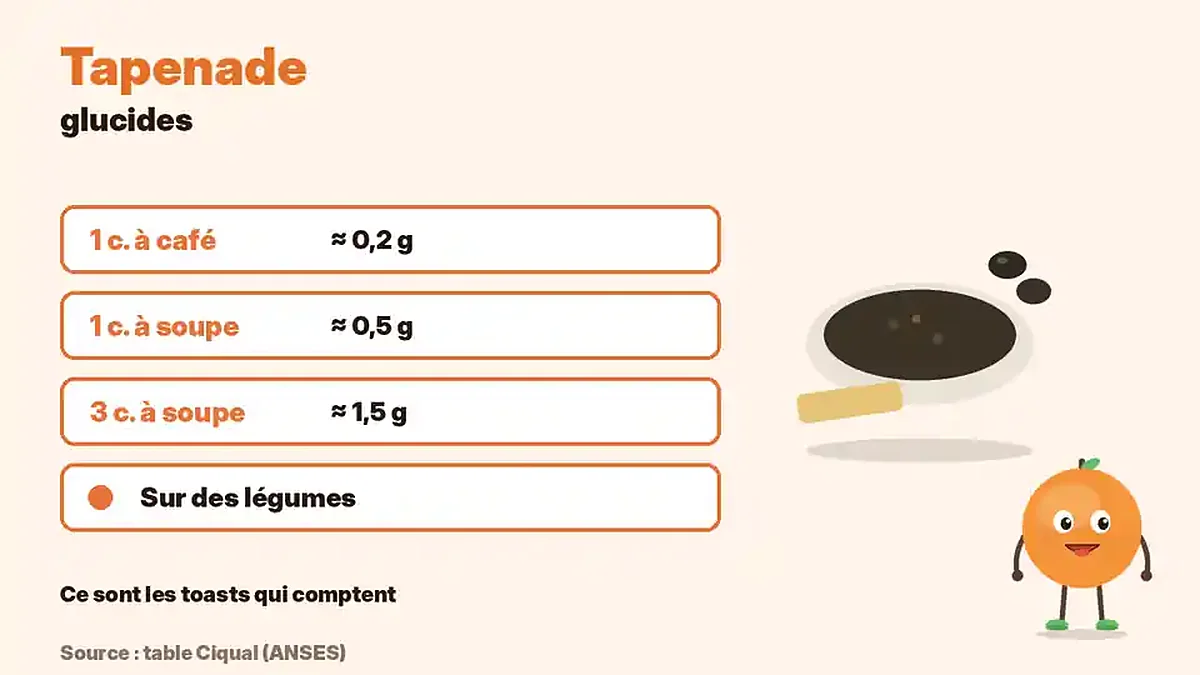 Tapenade
glucides
1 c. à café ≈ 0,2 g
1 c. à soupe ≈ 0,5 g
3 c. à soupe ≈ 1,5 g
Sur des légumes
Ce sont les toasts qui comptent
Source : table Ciqual (ANSES)